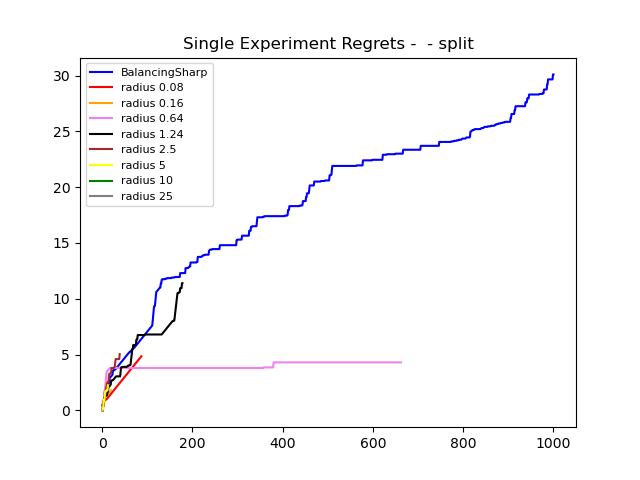 Single Experiment Regrets -  - split
BalancingSharp
radius 0.08
radius 0.16
radius 0.64
radius 1.24
radius 2.5
radius 5
radius 10
radius 25
30
25
20
15
10
5
0
0 200 400 600 800 1000